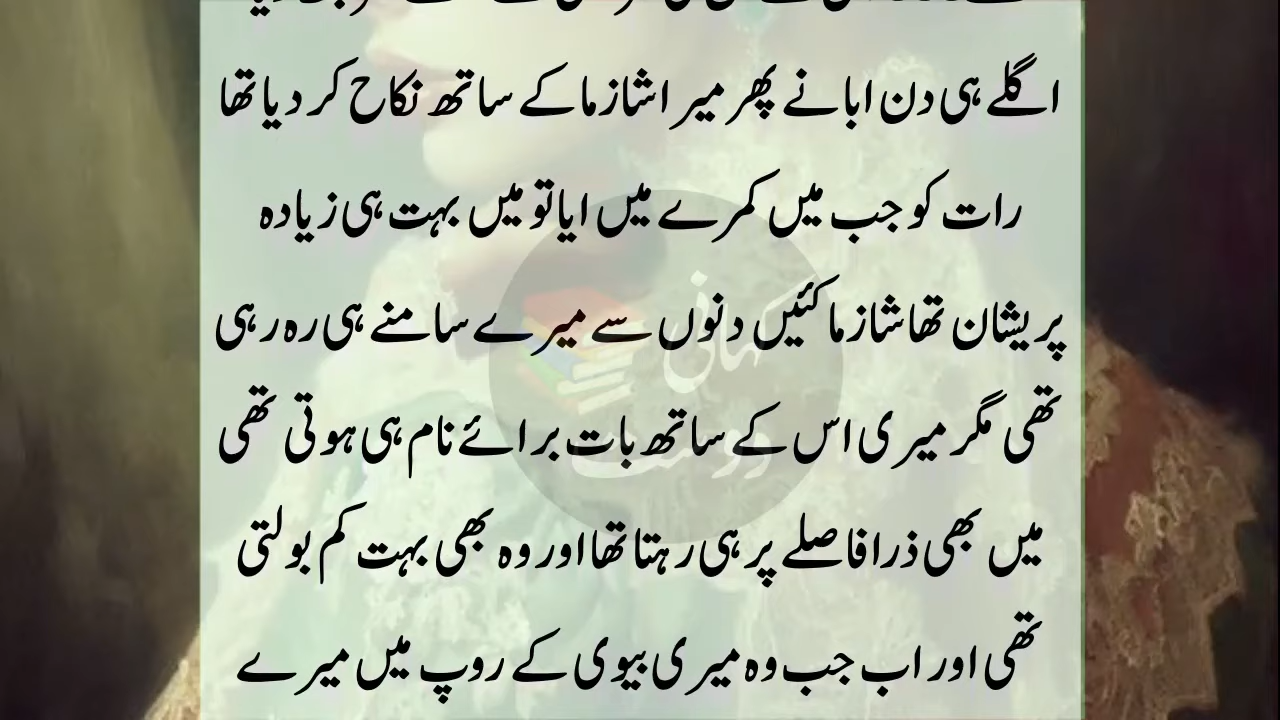 اگلے ہی دن ابا نے پھر میرا شازما کے ساتھ نکاح کر دیا تھا
رات کو جب میں کمرے میں ایا تو میں بہت ہی زیادہ
پریشان تھا شازما کئیں دنوں سے میرے سامنے ہی رہ رہی
تھی مگر میری اس کے ساتھ بات برائے نام ہی ہوتی تھی
میں بھی ذرا فاصلے پر ہی رہتا تھا اور وہ بھی بہت کم بولتی
تھی اور اب جب وہ میری بیوی کے روپ میں میرے
کہانی
دوست